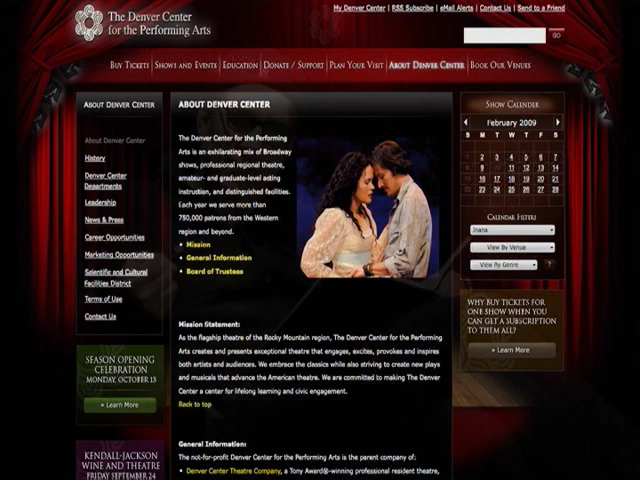 My Denver Center | RSS Subscribe | eMail Alerts | Contact Us | Send to a Friend
The Denver Center
for the Performing Arts
GO
Buy Tickets | Shows and Events | Education | Donate / Support | Plan Your Visit | About Denver Center | Book Our Venues
About Denver Center
About Denver Center
History
Denver Center
Departments
Leadership
News & Press
Career Opportunities
Marketing Opportunities
Scientific and Cultural
Facilities District
Terms of Use
Contact Us
SEASON OPENING
CELEBRATION
MONDAY, OCTOBER 13
» Learn More
KENDALL-JACKSON
WINE AND THEATRE
FRIDAY SEPTEMBER 24
ABOUT DENVER CENTER
The Denver Center for the Performing
Arts is an exhilarating mix of Broadway
shows, professional regional theatre,
amateur- and graduate-level acting
instruction, and distinguished facilities.
Each year we serve more than
750,000 patrons from the Western
region and beyond.
• Mission
• General Information
• Board of Trustees
Mission Statement:
As the flagship theatre of the Rocky Mountain region, The Denver Center for the Performing
Arts creates and presents exceptional theatre that engages, excites, provokes and inspires
both artists and audiences. We embrace the classics while also striving to create new plays
and musicals that advance the American theatre. We are committed to making The Denver
Center a center for lifelong learning and civic engagement.
Back to top
General Information:
The not-for-profit Denver Center for the Performing Arts is the parent company of:
• Denver Center Theatre Company, a Tony Award®-winning professional resident theatre,
Show Calender
February 2009
S M T W T F S
1 2 3 4 5 6 7
8 9 10 11 12 13 14
15 16 17 18 19 20 21
22 23 24 25 26 27 28
Calendar Filters
Inana
View By Venue
View By Genre
?
WHY BUY TICKETS FOR
ONE SHOW WHEN YOU
CAN GET A SUBSCRIPTION
TO THEM ALL?
» Learn More